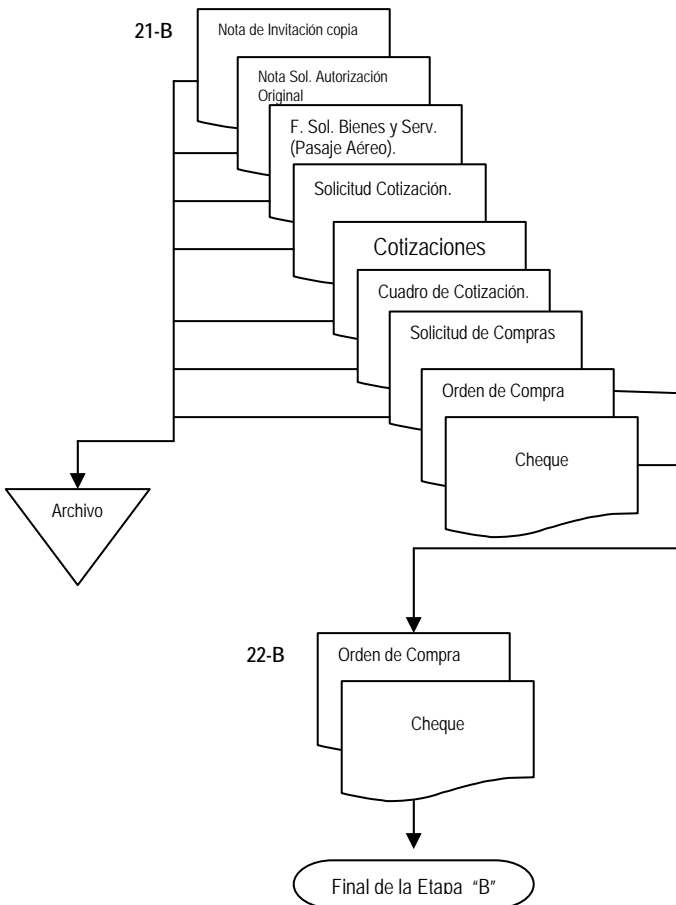 21-B
Nota de Invitación copia
Nota Sol. Autorización
Original
F. Sol. Bienes y Serv.
(Pasaje Aéreo).
Solicitud Cotización.
Cotizaciones
Cuadro de Cotización.
Solicitud de Compras
Orden de Compra
Cheque
Archivo
22-B
Orden de Compra
Cheque
Final de la Etapa “B”